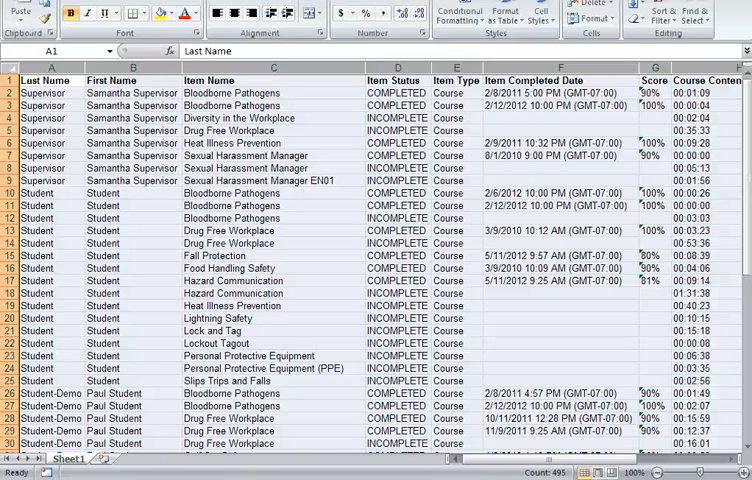 Paste
Clipboard
B I U A
Font
Alignment
$ % ,
Number
Conditional Formatting
Format as Table
Cell Styles
Styles
Delete
Format
Cells
Sort & Filter
Find & Select
Editing
A1 fx Last Name
A B C D E F G H
1 Last Name First Name Item Name Item Status Item Type Item Completed Date Score Course Conten
2 Supervisor Samantha Supervisor Bloodborne Pathogens COMPLETED Course 2/8/2011 5:00 PM (GMT-07:00) 90% 00:01:09
3 Supervisor Samantha Supervisor Bloodborne Pathogens COMPLETED Course 2/12/2012 10:00 PM (GMT-07:00) 100% 00:00:04
4 Supervisor Samantha Supervisor Diversity in the Workplace INCOMPLETE Course 00:02:04
5 Supervisor Samantha Supervisor Drug Free Workplace INCOMPLETE Course 00:35:33
6 Supervisor Samantha Supervisor Heat Illness Prevention COMPLETED Course 2/9/2011 10:32 PM (GMT-07:00) 100% 00:09:28
7 Supervisor Samantha Supervisor Sexual Harassment Manager COMPLETED Course 8/1/2010 9:00 PM (GMT-07:00) 90% 00:00:00
8 Supervisor Samantha Supervisor Sexual Harassment Manager INCOMPLETE Course 00:05:13
9 Supervisor Samantha Supervisor Sexual Harassment Manager EN01 INCOMPLETE Course 00:01:56
10 Student Student Bloodborne Pathogens COMPLETED Course 2/6/2012 10:00 PM (GMT-07:00) 100% 00:00:26
11 Student Student Bloodborne Pathogens COMPLETED Course 2/12/2012 10:00 PM (GMT-07:00) 100% 00:00:00
12 Student Student Bloodborne Pathogens INCOMPLETE Course 00:03:03
13 Student Student Drug Free Workplace COMPLETED Course 3/9/2010 10:12 AM (GMT-07:00) 100% 00:03:23
14 Student Student Drug Free Workplace INCOMPLETE Course 00:53:36
15 Student Student Fall Protection COMPLETED Course 5/11/2012 9:57 AM (GMT-07:00) 80% 00:08:39
16 Student Student Food Handling Safety COMPLETED Course 3/9/2010 10:09 AM (GMT-07:00) 90% 00:04:06
17 Student Student Hazard Communication COMPLETED Course 5/11/2012 9:25 AM (GMT-07:00) 81% 00:09:14
18 Student Student Hazard Communication INCOMPLETE Course 01:31:38
19 Student Student Heat Illness Prevention INCOMPLETE Course 00:40:23
20 Student Student Lightning Safety INCOMPLETE Course 00:10:15
21 Student Student Lock and Tag INCOMPLETE Course 00:15:18
22 Student Student Lockout Tagout INCOMPLETE Course 00:00:08
23 Student Student Personal Protective Equipment INCOMPLETE Course 00:06:38
24 Student Student Personal Protective Equipment (PPE) INCOMPLETE Course 00:03:35
25 Student Student Slips Trips and Falls INCOMPLETE Course 00:02:56
26 Student-Demo Paul Student Bloodborne Pathogens COMPLETED Course 2/8/2011 4:57 PM (GMT-07:00) 90% 00:01:49
27 Student-Demo Paul Student Bloodborne Pathogens COMPLETED Course 2/12/2012 10:00 PM (GMT-07:00) 100% 00:02:07
28 Student-Demo Paul Student Drug Free Workplace COMPLETED Course 10/11/2011 12:28 PM (GMT-07:00) 90% 00:15:59
29 Student-Demo Paul Student Drug Free Workplace COMPLETED Course 11/9/2011 9:25 AM (GMT-07:00) 90% 00:12:37
30 Student-Demo Paul Student Drug Free Workplace INCOMPLETE Course 00:16:01
Sheet1
Ready Count: 495 100%